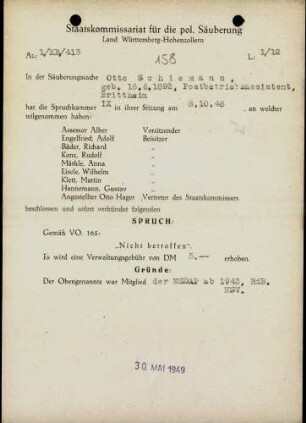 Staatskommissariat für die pol. Säuberung
Land Württemberg-Hohenzollern
Az. 1/KR/413 158 L. 1/12
In der Säuberungssache Otto Schiemann,
geb. 15.6.1892, Postbetriebsassistent,
Brittheim
hat die Spruchkammer IX in ihrer Sitzung am 8.10.48, an welcher
teilgenommen haben:
Assessor Alber Vorsitzender
Engelfried, Adolf Beisitzer
Bäder, Richard "
Kenz, Rudolf "
Märkle, Anna "
Eisele, Wilhelm "
Klett, Martin "
Hannemann, Gustav "
Angestellter Otto Hager, Vertreter des Staatskommissars
beschlossen und sofort verkündet folgenden
SPRUCH:
Gemäß VO. 165:
„Nicht betroffen".
Es wird eine Verwaltungsgebühr von DM 5.-- erhoben.
Gründe:
Der Obengenannte war Mitglied der NSDAP ab 1943, RdB,
NSV.
30 MAI 1949